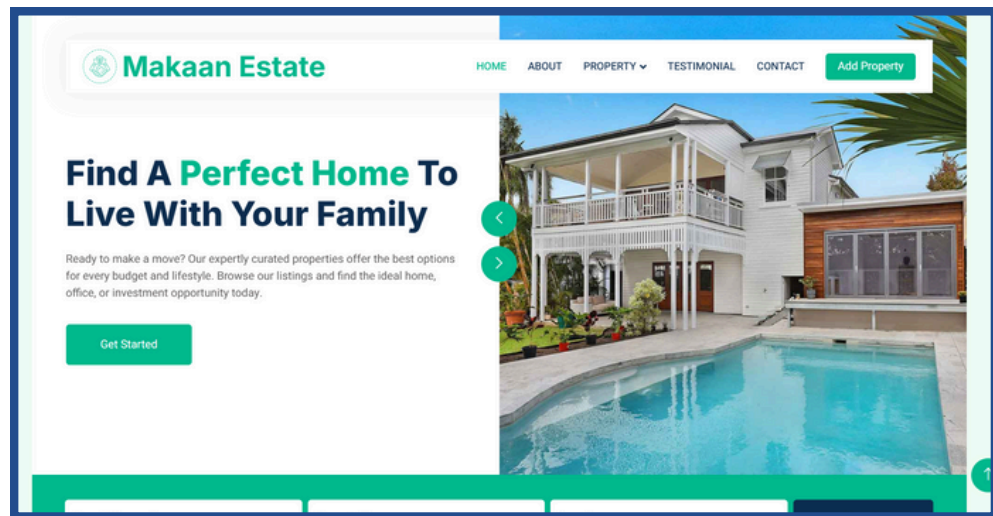 Makaan Estate
HOME ABOUT PROPERTY TESTIMONIAL CONTACT Add Property
Find A Perfect Home To
Live With Your Family
Ready to make a move? Our expertly curated properties offer the best options
for every budget and lifestyle. Browse our listings and find the ideal home,
office, or investment opportunity today.
Get Started